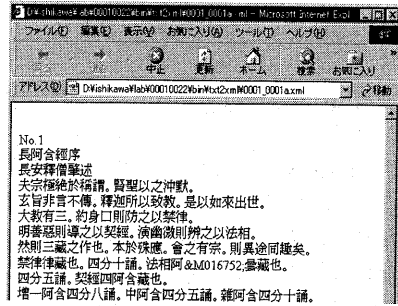 D:¥ishikawa¥lab¥00010022¥bin¥txt2xml¥0001_0001a.xml - Microsoft Internet Expl
ファイル(F) 編集(E) 表示(V) お気に入り(A) ツール(T) ヘルプ(H)
中止 更新 ホーム 検索 お気に入り
アドレス(D) D:¥ishikawa¥lab¥00010022¥bin¥txt2xml¥0001_0001a.xml 移動
No.1
長阿含經序
長安釋僧肇述
夫宗極絶於稱謂。賢聖以之沖默。
玄旨非言不傳。釋迦所以致教。是以如來出世。
大教有三。約身口則防之以禁律。
明善惡則導之以契經。演幽微則辨之以法相。
然則三藏之作也。本於殊應。會之有宗。則異途同趣矣。
禁律律藏也。四分十誦。法相阿&M016752;曇藏也。
四分五誦。契經四阿含藏也。
増一阿含四分八誦。中阿含四分五誦。雜阿含四分十誦。